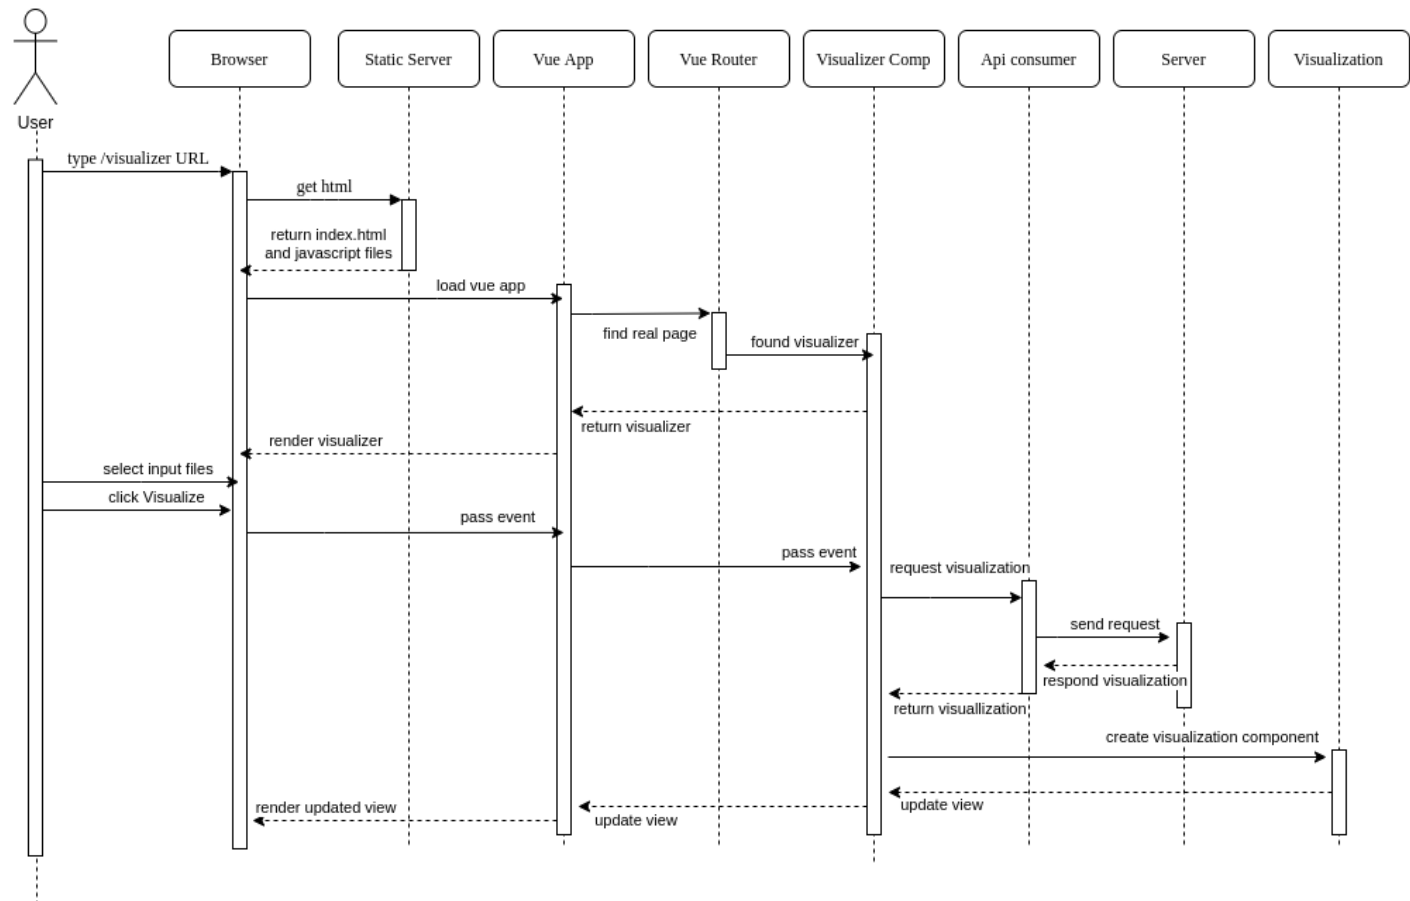 User
Browser
Static Server
Vue App
Vue Router
Visualizer Comp
Api consumer
Server
Visualization
type /visualizer URL
get html
return index.html
and javascript files
load vue app
find real page
found visualizer
return visualizer
render visualizer
select input files
click Visualize
pass event
pass event
request visualization
send request
respond visualization
return visuallization
create visualization component
update view
update view
render updated view